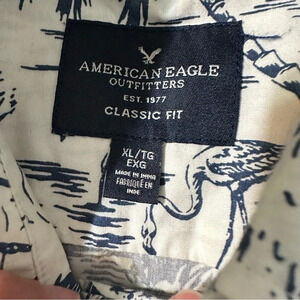 AMERICAN EAGLE
OUTFITTERS
EST. 1977
CLASSIC FIT
XL/TG
EXG
MADE IN INDIA
FABRIQUÉ EN
INDE